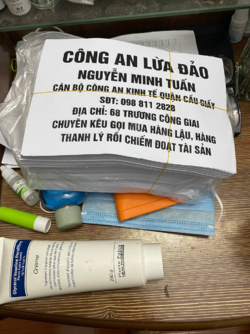 CÔNG AN LỪA ĐẢO
NGUYỄN MINH TUẤN
CÁN BỘ CÔNG AN KINH TẾ QUẬN CẦU GIẤY
SĐT: 098 811 2828
ĐỊA CHỈ: 68 TRƯƠNG CÔNG GIAI
CHUYÊN KÊU GỌI MUA HÀNG LẬU, HÀNG
THANH LÝ RỒI CHIẾM ĐOẠT TÀI SẢN